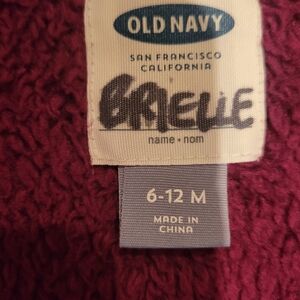 OLD NAVY
SAN FRANCISCO
CALIFORNIA
BRIELLE
name • nom
6-12 M
MADE IN
CHINA